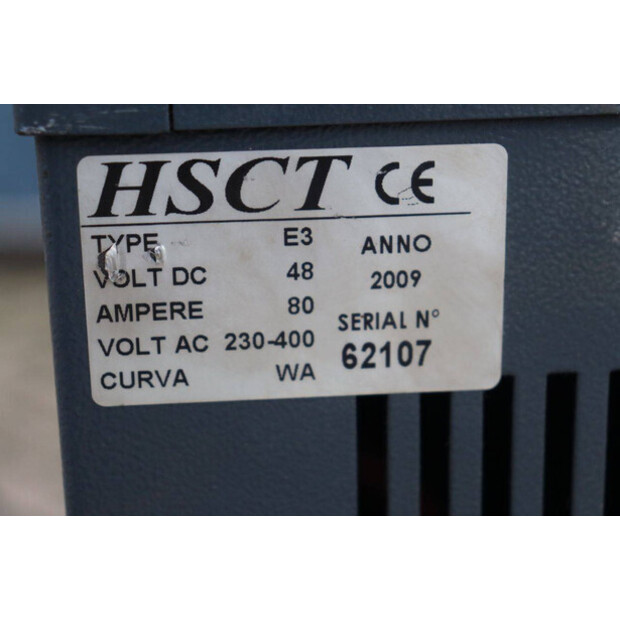 HSCT CE
TYPE E3
VOLT DC 48
AMPERE 80
VOLT AC 230-400
CURVA WA
ANNO
2009
SERIAL N°
62107